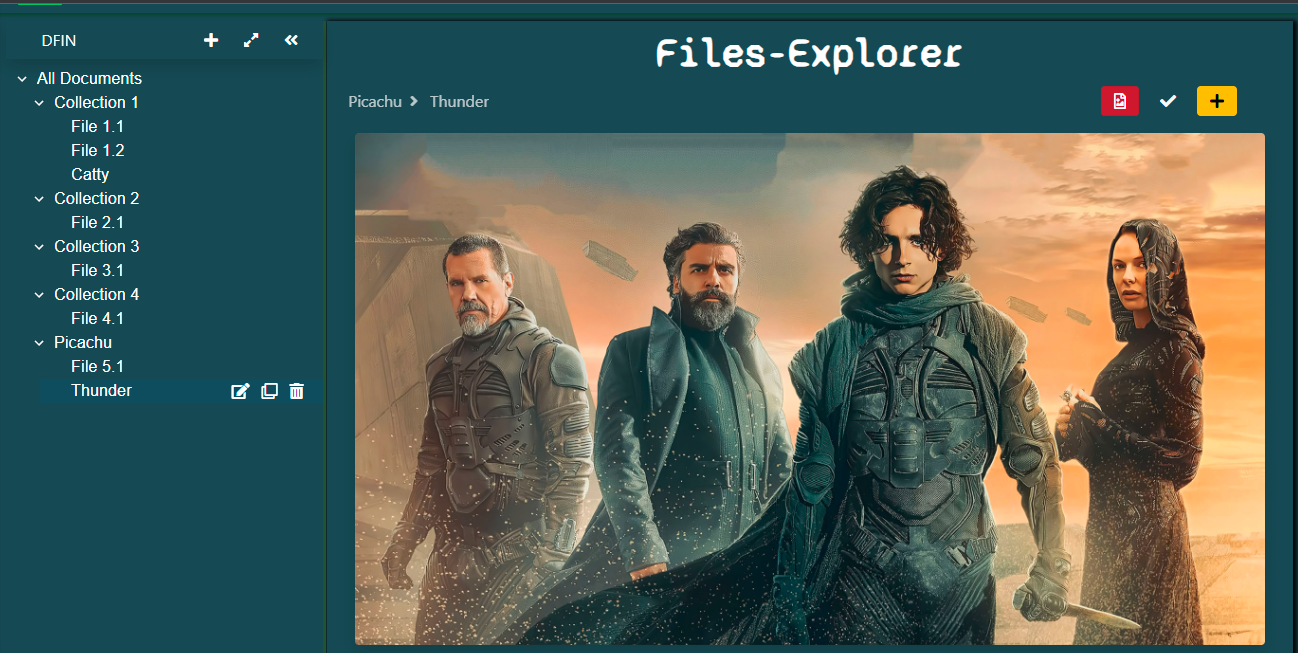 DFIN
All Documents
Collection 1
File 1.1
File 1.2
Catty
Collection 2
File 2.1
Collection 3
File 3.1
Collection 4
File 4.1
Picachu
File 5.1
Thunder
Files-Explorer
Picachu > Thunder